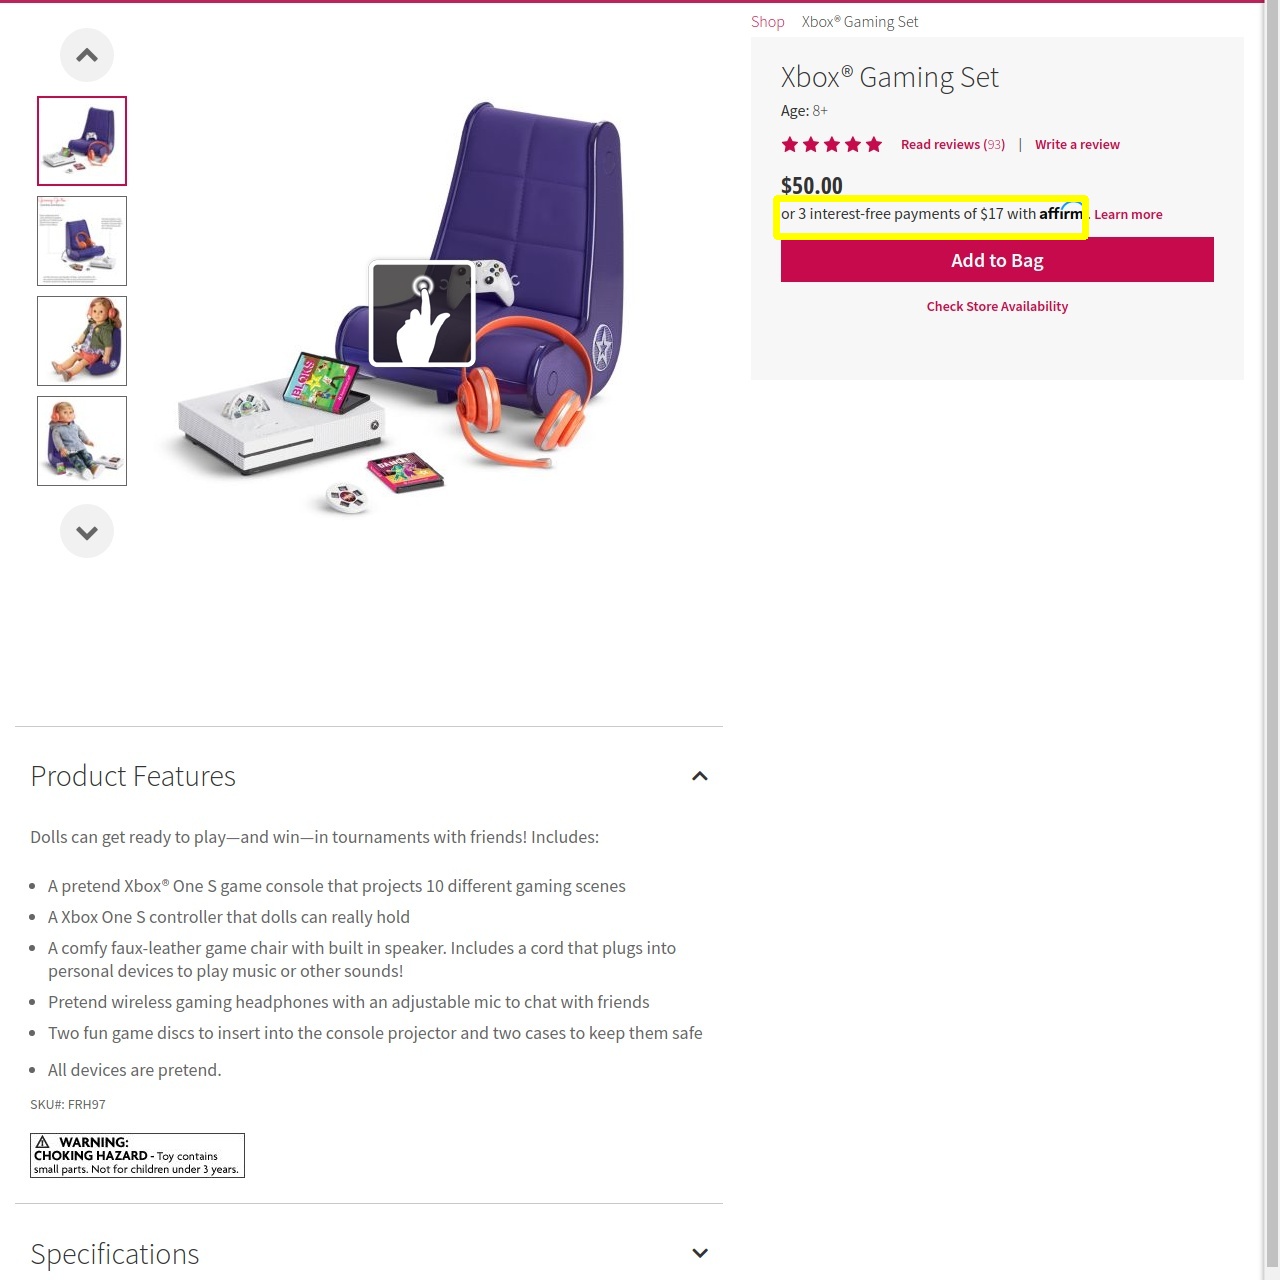 Shop Xbox® Gaming Set
Xbox® Gaming Set
Age: 8+
Read reviews (93) | Write a review
$50.00
or 3 interest-free payments of $17 with affirm. Learn more
Add to Bag
Check Store Availability
BLOKS
DANCE!
Product Features
Dolls can get ready to play—and win—in tournaments with friends! Includes:
• A pretend Xbox® One S game console that projects 10 different gaming scenes
• A Xbox One S controller that dolls can really hold
• A comfy faux-leather game chair with built in speaker. Includes a cord that plugs into
personal devices to play music or other sounds!
• Pretend wireless gaming headphones with an adjustable mic to chat with friends
• Two fun game discs to insert into the console projector and two cases to keep them safe
• All devices are pretend.
SKU#: FRH97
WARNING:
CHOKING HAZARD - Toy contains
small parts. Not for children under 3 years.
Specifications